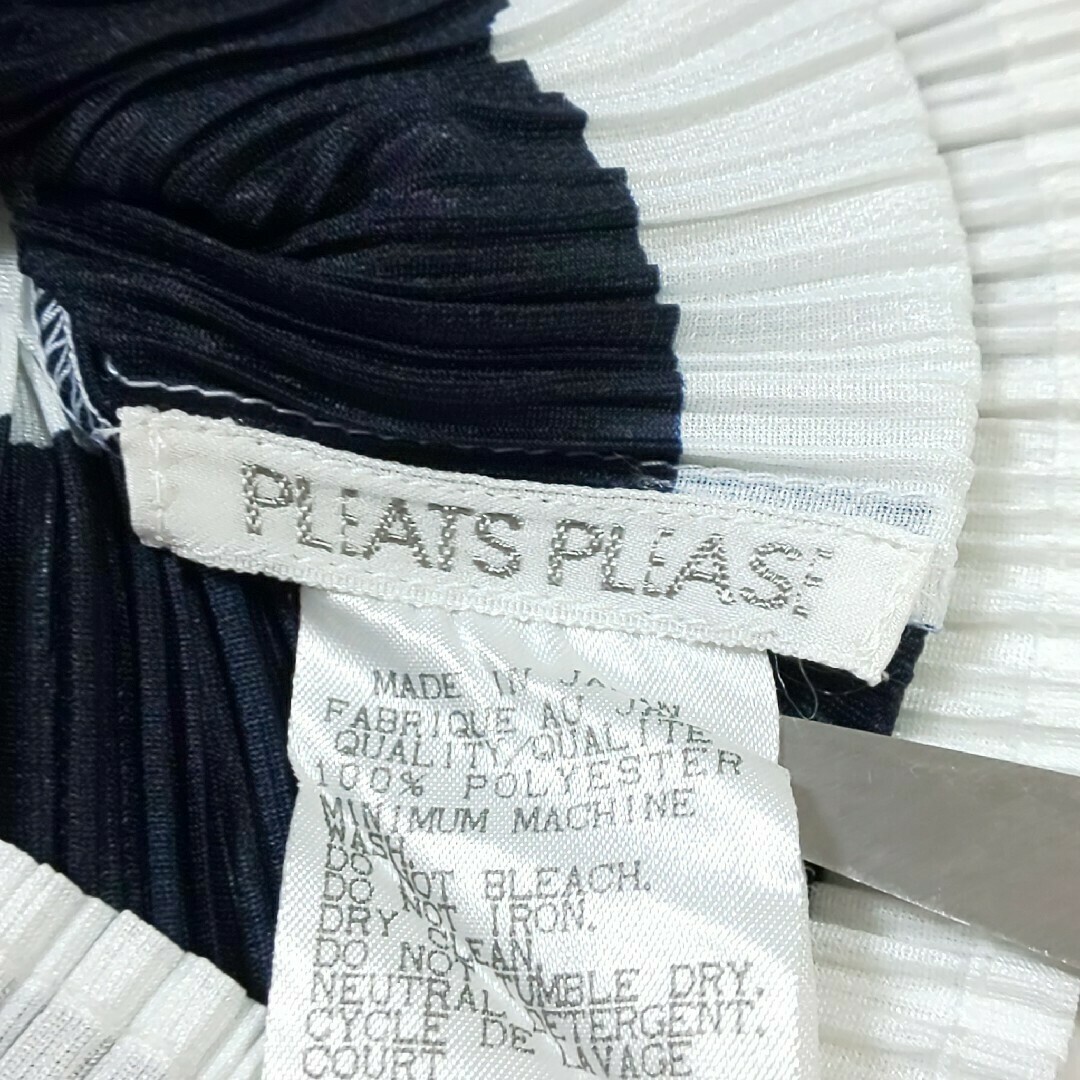 PLEATS PLEASE
MADE IN JAPAN
FABRIQUE AU JPN
QUALITY/QUALITE
100% POLYESTER
MINIMUM MACHINE
WASH.
DO NOT BLEACH.
DO NOT IRON.
DRY CLEAN
DO NOT TUMBLE DRY.
NEUTRAL DETERGENT.
CYCLE DE LAVAGE
COURT